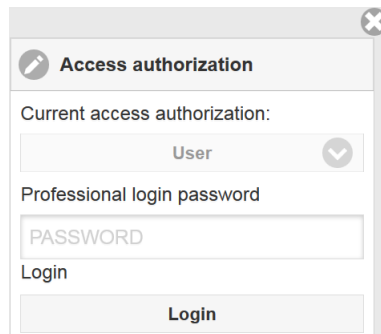 Access authorization
Current access authorization:
User
Professional login password
PASSWORD
Login
Login